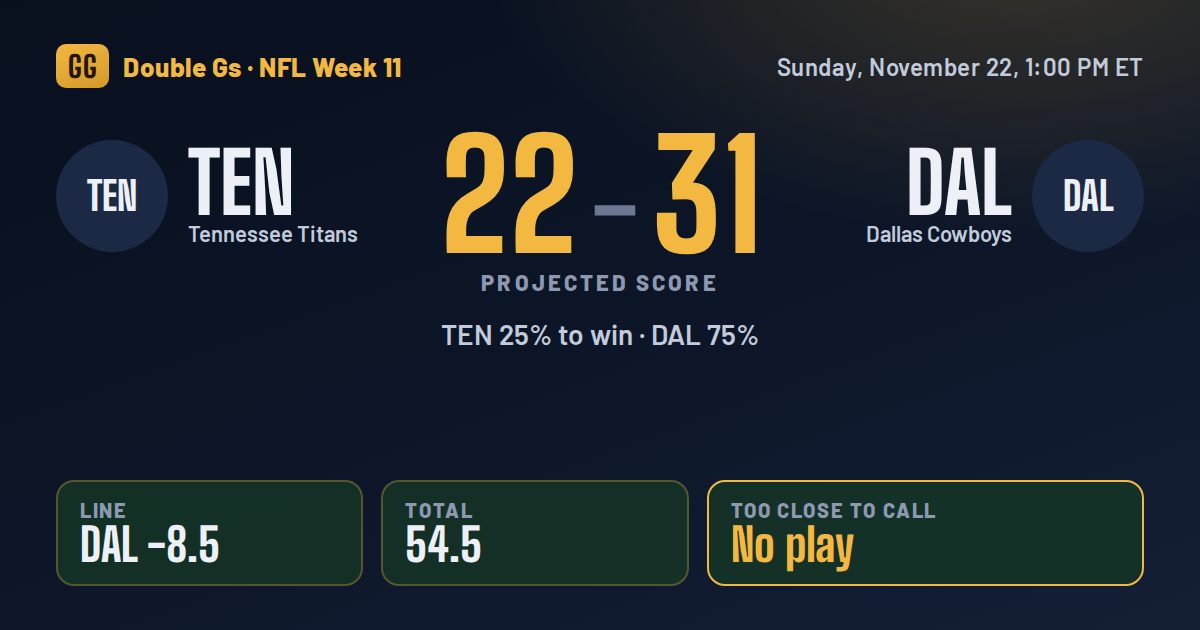 GG Double Gs · NFL Week 11
Sunday, November 22, 1:00 PM ET
TEN
TEN
Tennessee Titans
22 – 31
PROJECTED SCORE
TEN 25% to win · DAL 75%
DAL
Dallas Cowboys
DAL
LINE
DAL −8.5
TOTAL
54.5
TOO CLOSE TO CALL
No play